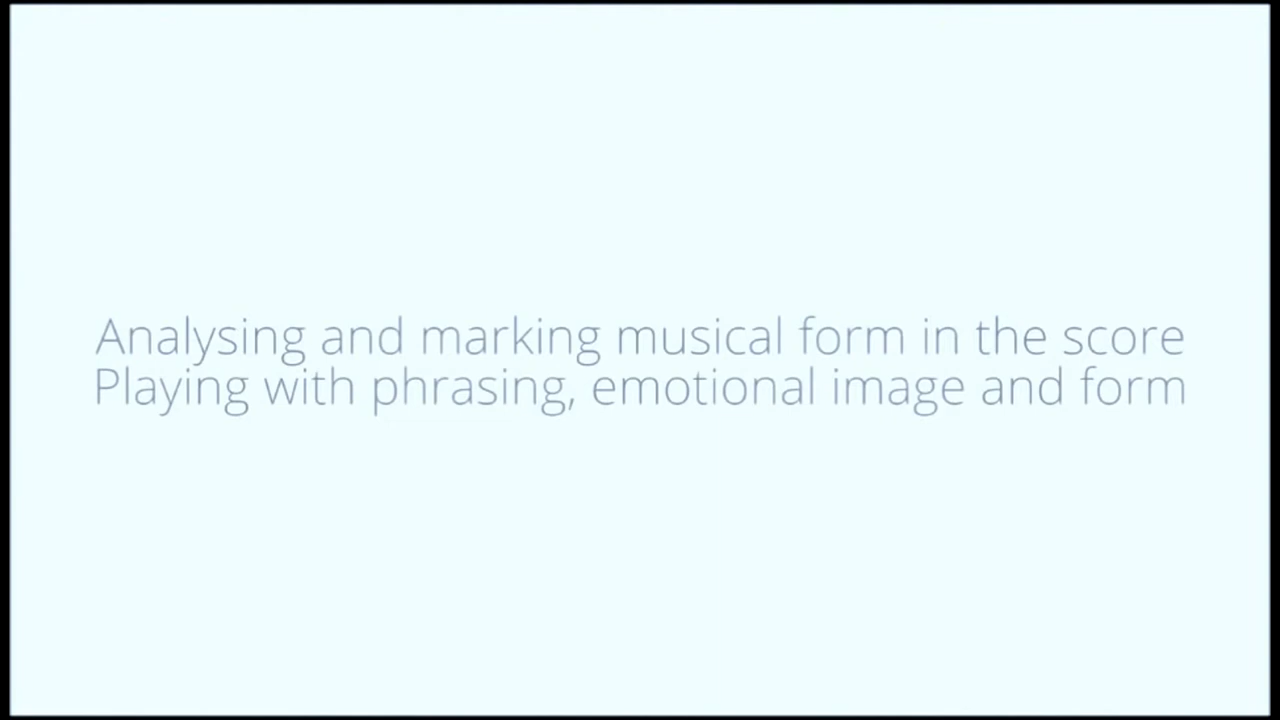 Analysing and marking musical form in the score
Playing with phrasing, emotional image and form